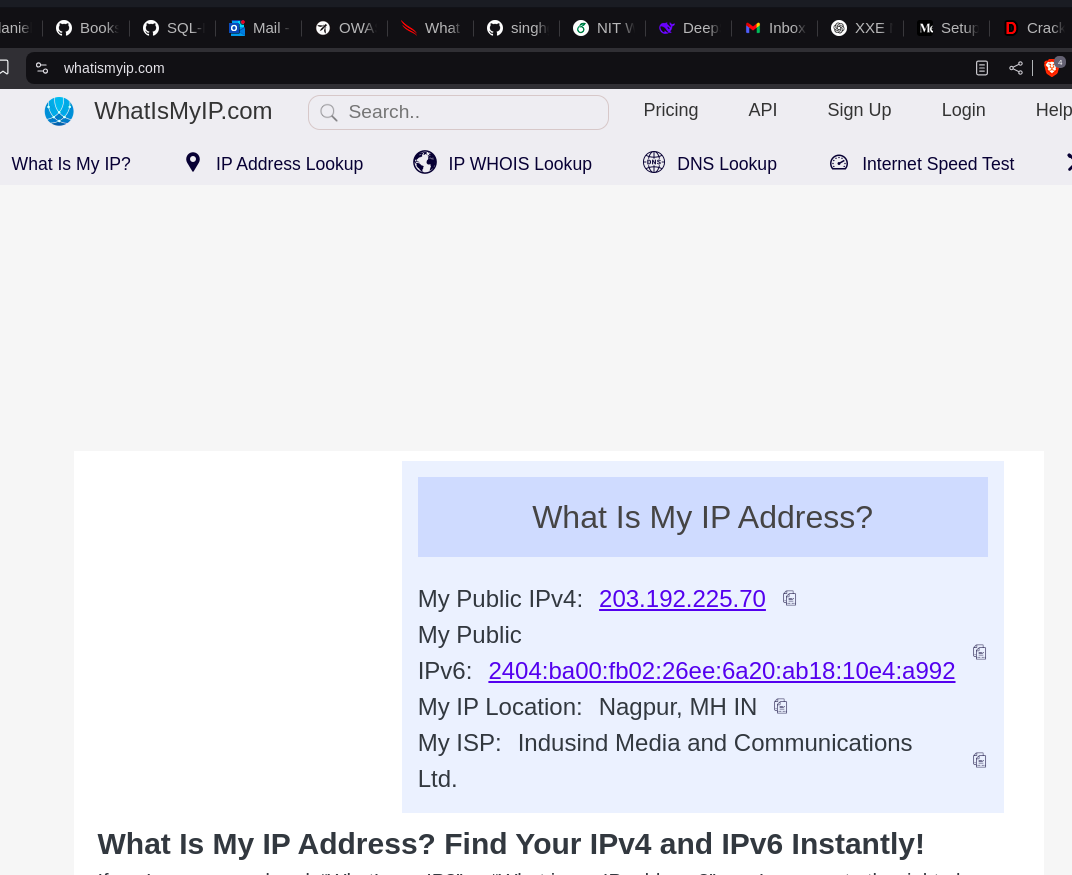 Books SQL- Mail - OWA What singh NIT W Deep Inbox XXE Setup Crack
whatismyip.com
4
WhatIsMyIP.com Search.. Pricing API Sign Up Login Help
What Is My IP? IP Address Lookup IP WHOIS Lookup DNS DNS Lookup Internet Speed Test
What Is My IP Address?
My Public IPv4: 203.192.225.70
My Public
IPv6: 2404:ba00:fb02:26ee:6a20:ab18:10e4:a992
My IP Location: Nagpur, MH IN
My ISP: Indusind Media and Communications
Ltd.
What Is My IP Address? Find Your IPv4 and IPv6 Instantly!